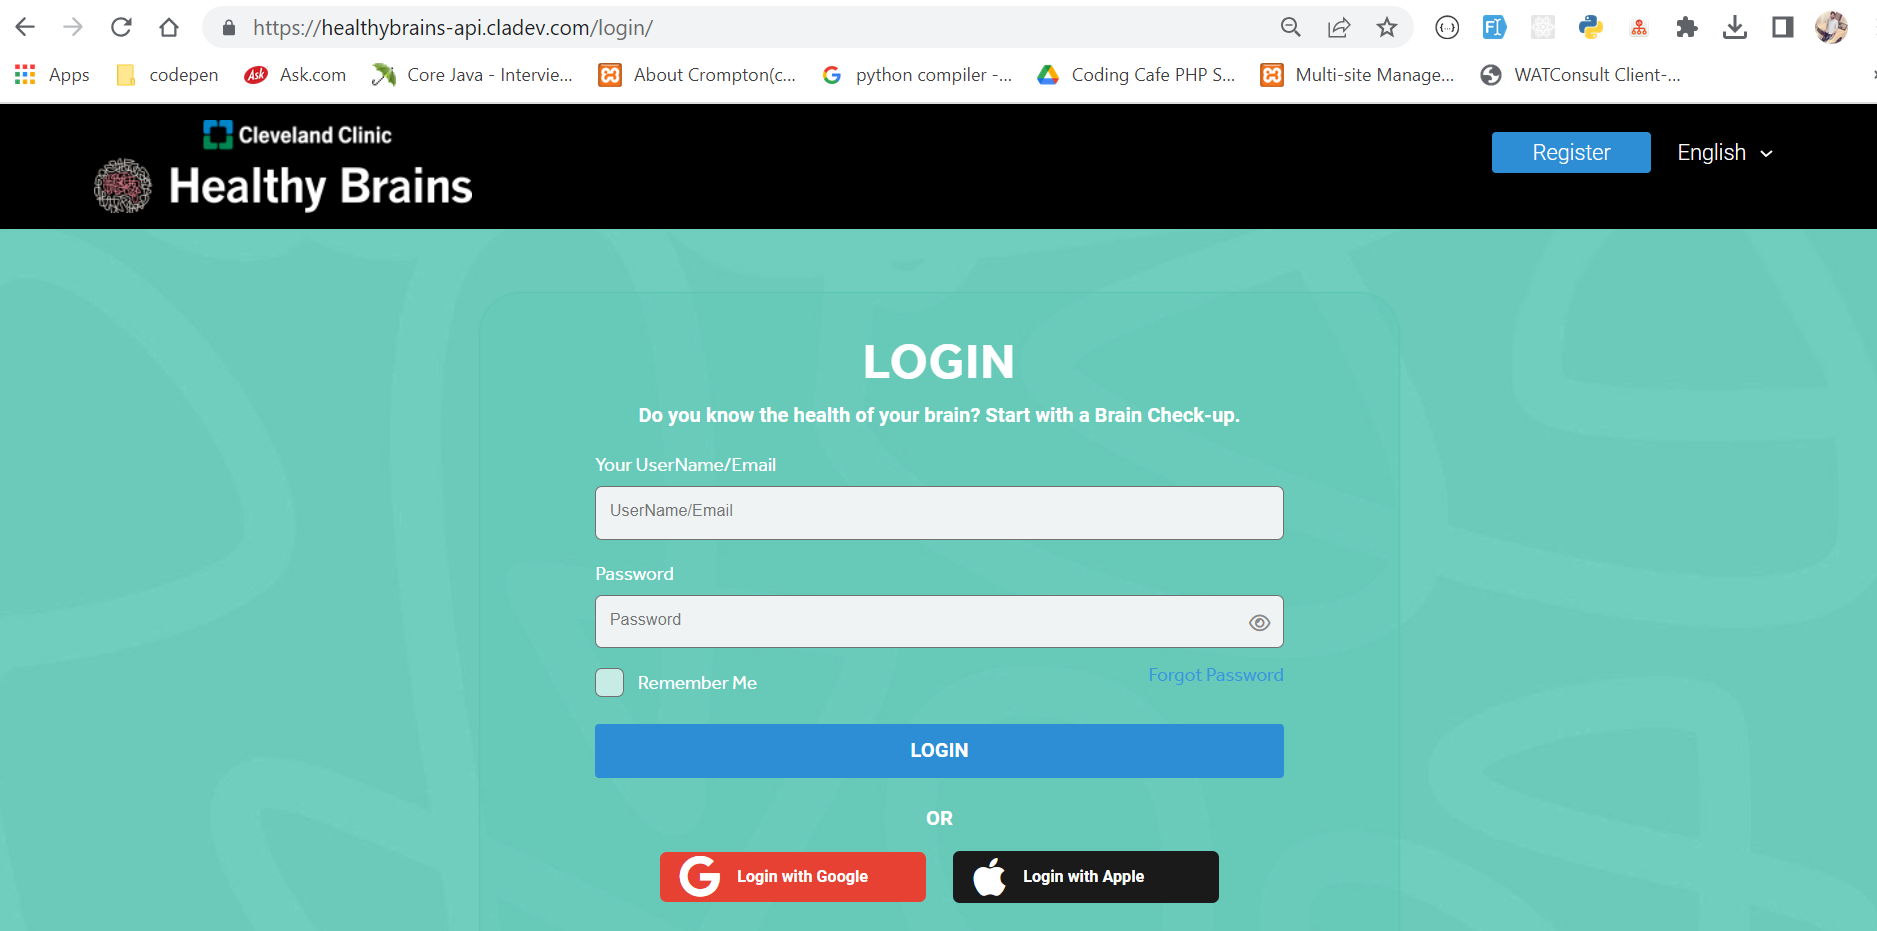 https://healthybrains-api.cladev.com/login/
Apps codepen Ask Ask.com Core Java - Intervie... About Crompton(c... python compiler -... Coding Cafe PHP S... Multi-site Manage... WATConsult Client-...
Cleveland Clinic
Healthy Brains
Register English
LOGIN
Do you know the health of your brain? Start with a Brain Check-up.
Your UserName/Email
UserName/Email
Password
Password
Remember Me Forgot Password
LOGIN
OR
Login with Google Login with Apple